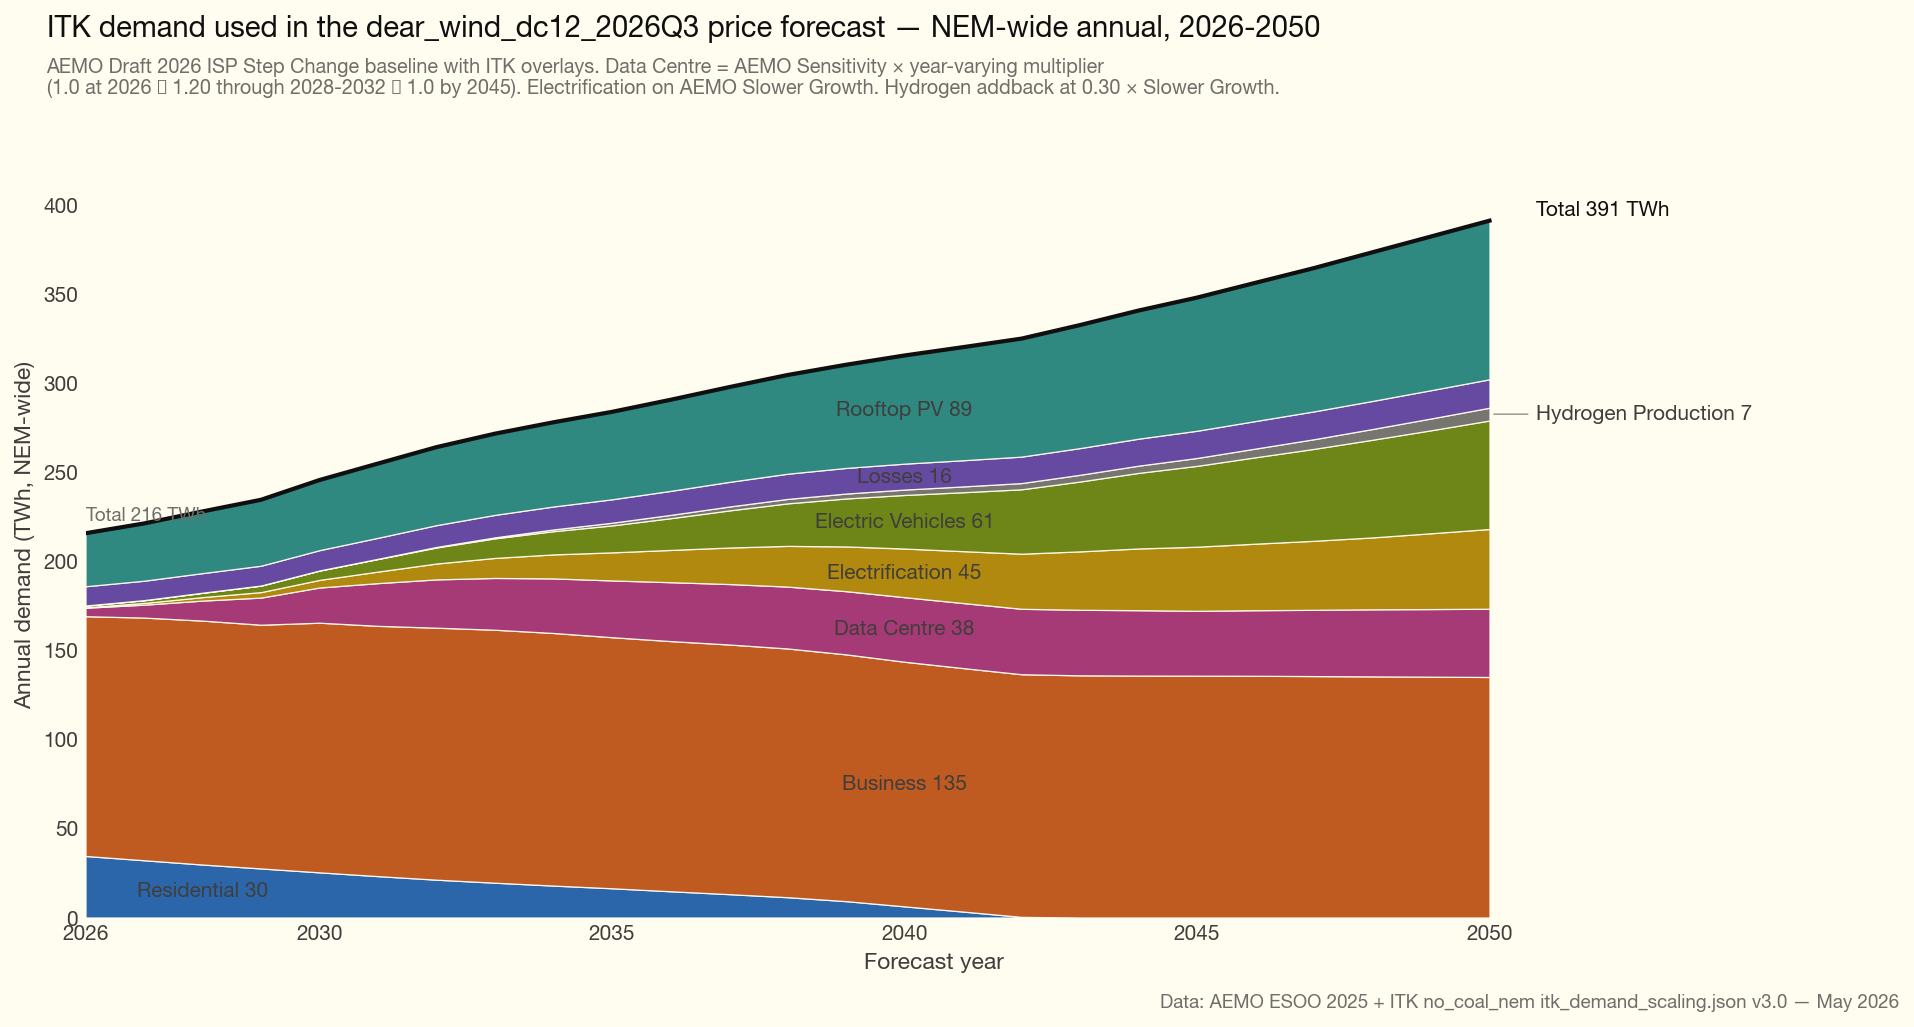 ITK demand used in the dear_wind_dc12_2026Q3 price forecast — NEM-wide annual, 2026-2050
AEMO Draft 2026 ISP Step Change baseline with ITK overlays. Data Centre = AEMO Sensitivity × year-varying multiplier
(1.0 at 2026 ▯ 1.20 through 2028-2032 ▯ 1.0 by 2045). Electrification on AEMO Slower Growth. Hydrogen addback at 0.30 × Slower Growth.
Annual demand (TWh, NEM-wide)
400
350
300
250
200
150
100
50
0
Total 391 TWh
Rooftop PV 89
Hydrogen Production 7
Losses 16
Total 216 TWh
Electric Vehicles 61
Electrification 45
Data Centre 38
Business 135
Residential 30
2026
2030
2035
2040
2045
2050
Forecast year
Data: AEMO ESOO 2025 + ITK no_coal_nem itk_demand_scaling.json v3.0 — May 2026